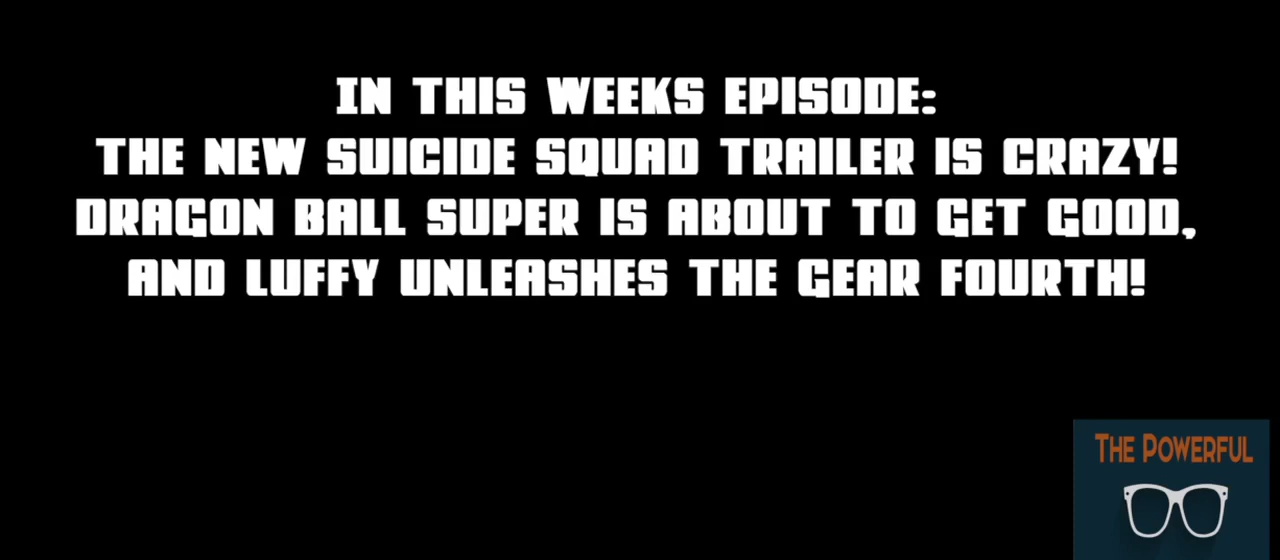 IN THIS WEEKS EPISODE:
THE NEW SUICIDE SQUAD TRAILER IS CRAZY!
DRAGON BALL SUPER IS ABOUT TO GET GOOD,
AND LUFFY UNLEASHES THE GEAR FOURTH!
THE POWERFUL